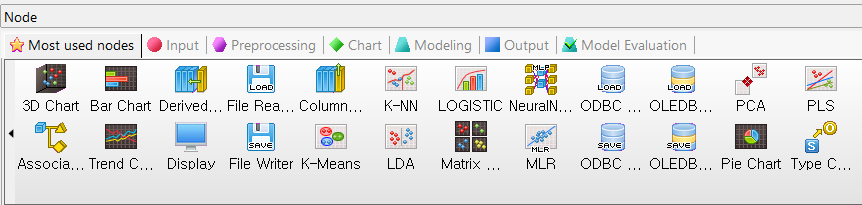 Node
Most used nodes Input Preprocessing Chart Modeling Output Model Evaluation
LOAD MLR LOAD LOAD
3D Chart Bar Chart Derived... File Rea... Column... K-NN LOGISTIC NeuralN... ODBC ... OLEDB... PCA PLS
SAVE MLR SAVE SAVE S O
Associa... Trend C... Display File Writer K-Means LDA Matrix ... MLR ODBC ... OLEDB... Pie Chart Type C...